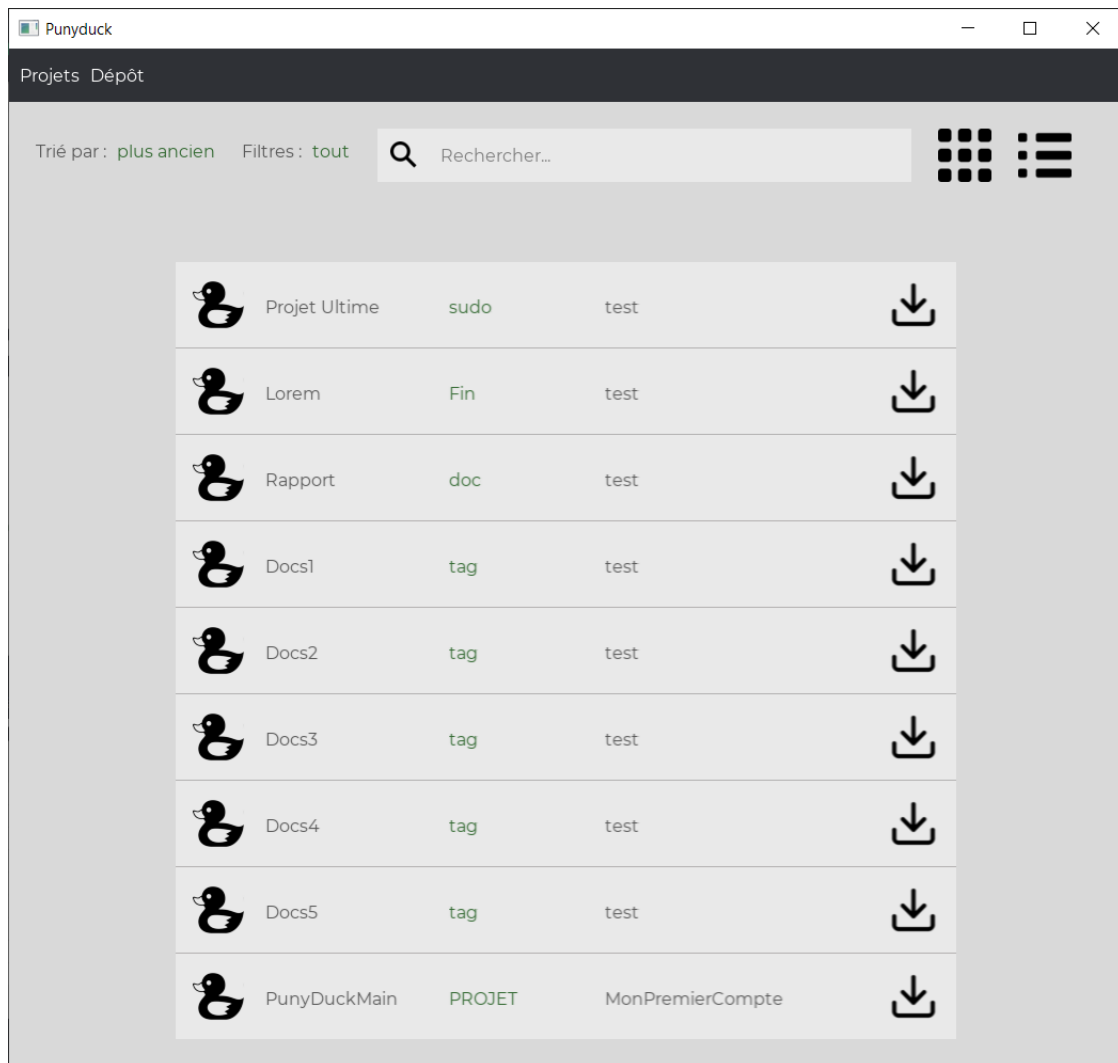 Punyduck
Projets Dépôt
Trié par : plus ancien Filtres : tout Rechercher...
Projet Ultime sudo test
Lorem Fin test
Rapport doc test
Docs1 tag test
Docs2 tag test
Docs3 tag test
Docs4 tag test
Docs5 tag test
PunyDuckMain PROJET MonPremierCompte